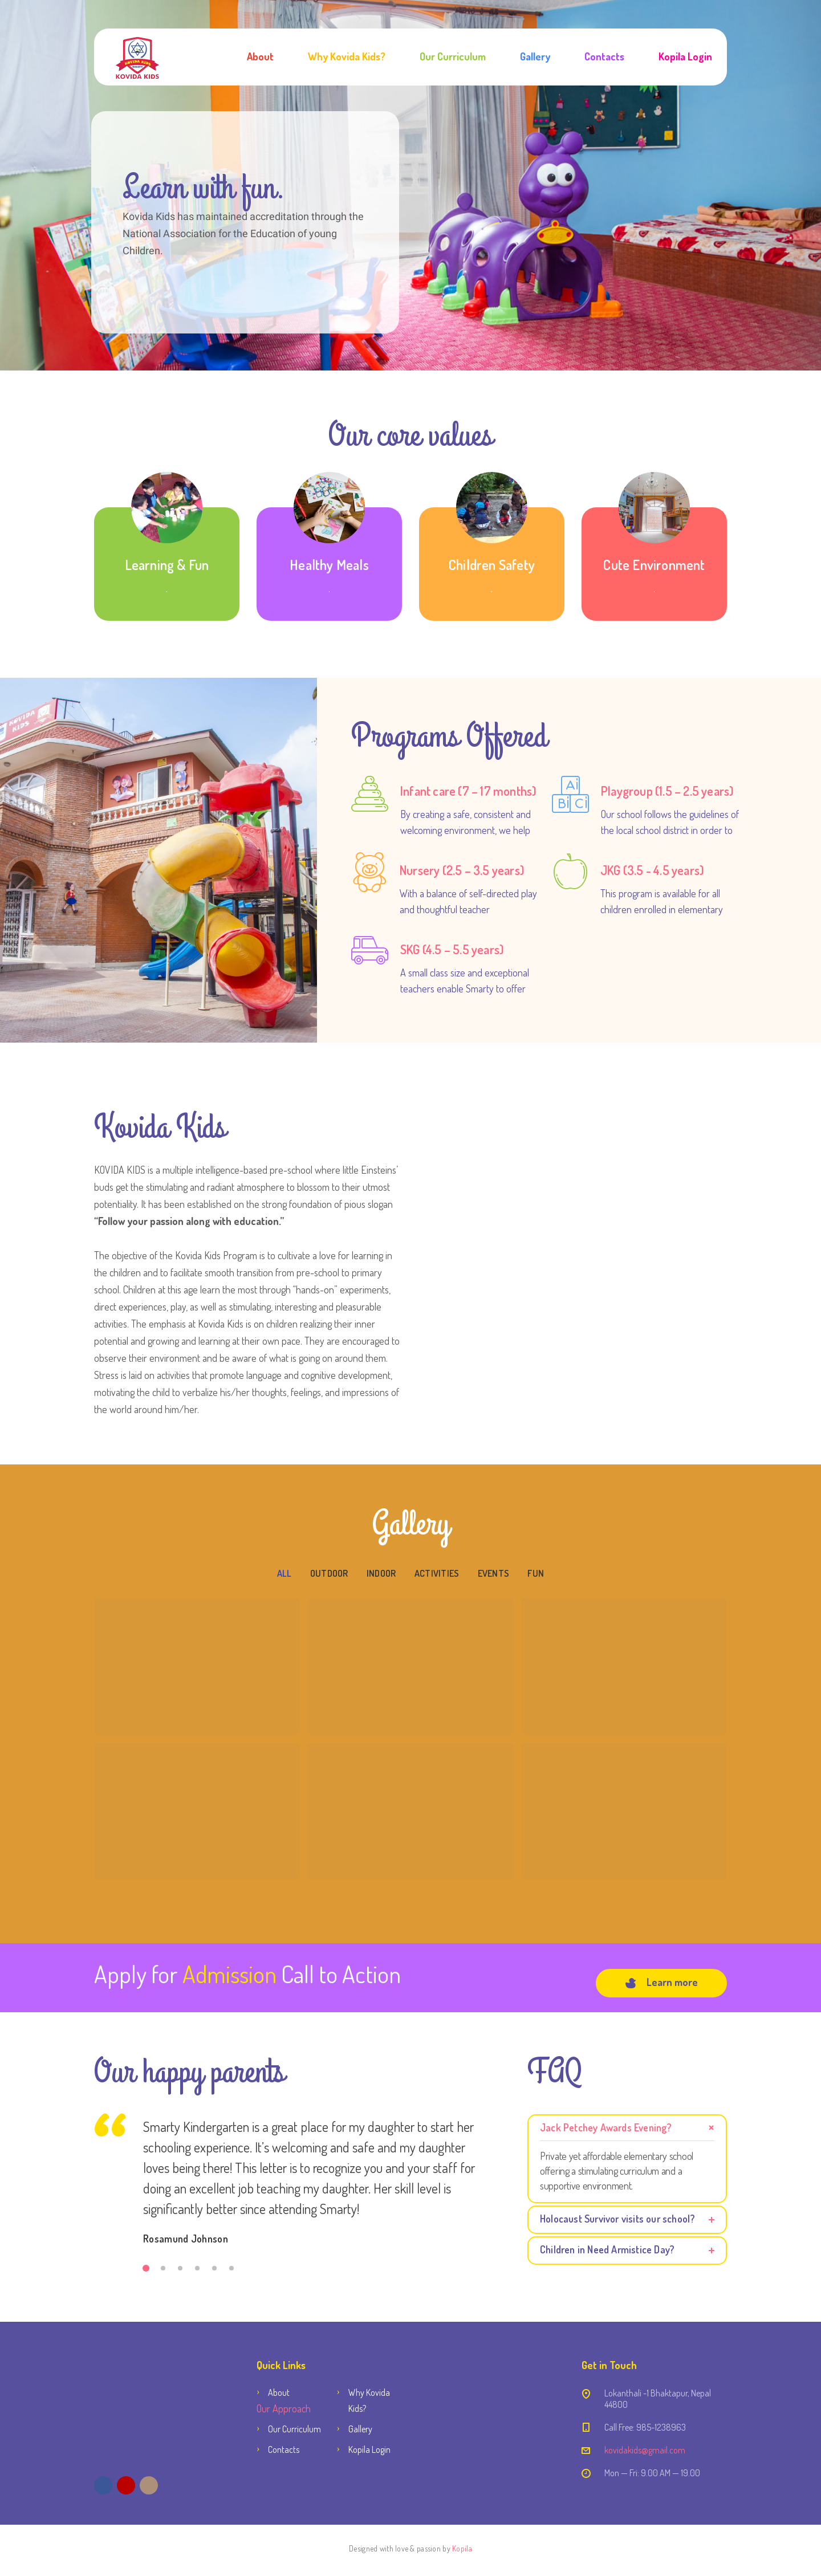 KOVIDA KIDS
About
Why Kovida Kids?
Our Curriculum
Gallery
Contacts
Kopila Login
Learn with fun.
Kovida Kids has maintained accreditation through the
National Association for the Education of young
Children.
Our core values
Learning & Fun
Healthy Meals
Children Safety
Cute Environment
Programs Offered
Infant care (7 – 17 months)
By creating a safe, consistent and
welcoming environment, we help
Playgroup (1.5 – 2.5 years)
Our school follows the guidelines of
the local school district in order to
Nursery (2.5 – 3.5 years)
With a balance of self-directed play
and thoughtful teacher
JKG (3.5 - 4.5 years)
This program is available for all
children enrolled in elementary
SKG (4.5 – 5.5 years)
A small class size and exceptional
teachers enable Smarty to offer
Kovida Kids
KOVIDA KIDS is a multiple intelligence-based pre-school where little Einsteins’
buds get the stimulating and radiant atmosphere to blossom to their utmost
potentiality. It has been established on the strong foundation of pious slogan
“Follow your passion along with education.”
The objective of the Kovida Kids Program is to cultivate a love for learning in
the children and to facilitate smooth transition from pre-school to primary
school. Children at this age learn the most through “hands-on” experiments,
direct experiences, play, as well as stimulating, interesting and pleasurable
activities. The emphasis at Kovida Kids is on children realizing their inner
potential and growing and learning at their own pace. They are encouraged to
observe their environment and be aware of what is going on around them.
Stress is laid on activities that promote language and cognitive development,
motivating the child to verbalize his/her thoughts, feelings, and impressions of
the world around him/her.
Gallery
ALL
OUTDOOR
INDOOR
ACTIVITIES
EVENTS
FUN
Apply for Admission Call to Action
Learn more
Our happy parents
Smarty Kindergarten is a great place for my daughter to start her
schooling experience. It’s welcoming and safe and my daughter
loves being there! This letter is to recognize you and your staff for
doing an excellent job teaching my daughter. Her skill level is
significantly better since attending Smarty!
Rosamund Johnson
FAQ
Jack Petchey Awards Evening?
Private yet affordable elementary school
offering a stimulating curriculum and a
supportive environment.
Holocaust Survivor visits our school?
Children in Need Armistice Day?
Quick Links
About
Our Approach
Our Curriculum
Contacts
Why Kovida
Kids?
Gallery
Kopila Login
Get in Touch
Lokanthali -1 Bhaktapur, Nepal
44800
Call Free: 985-1238963
kovidakids@gmail.com
Mon — Fri: 9:00 AM — 19:00
Designed with love & passion by Kopila